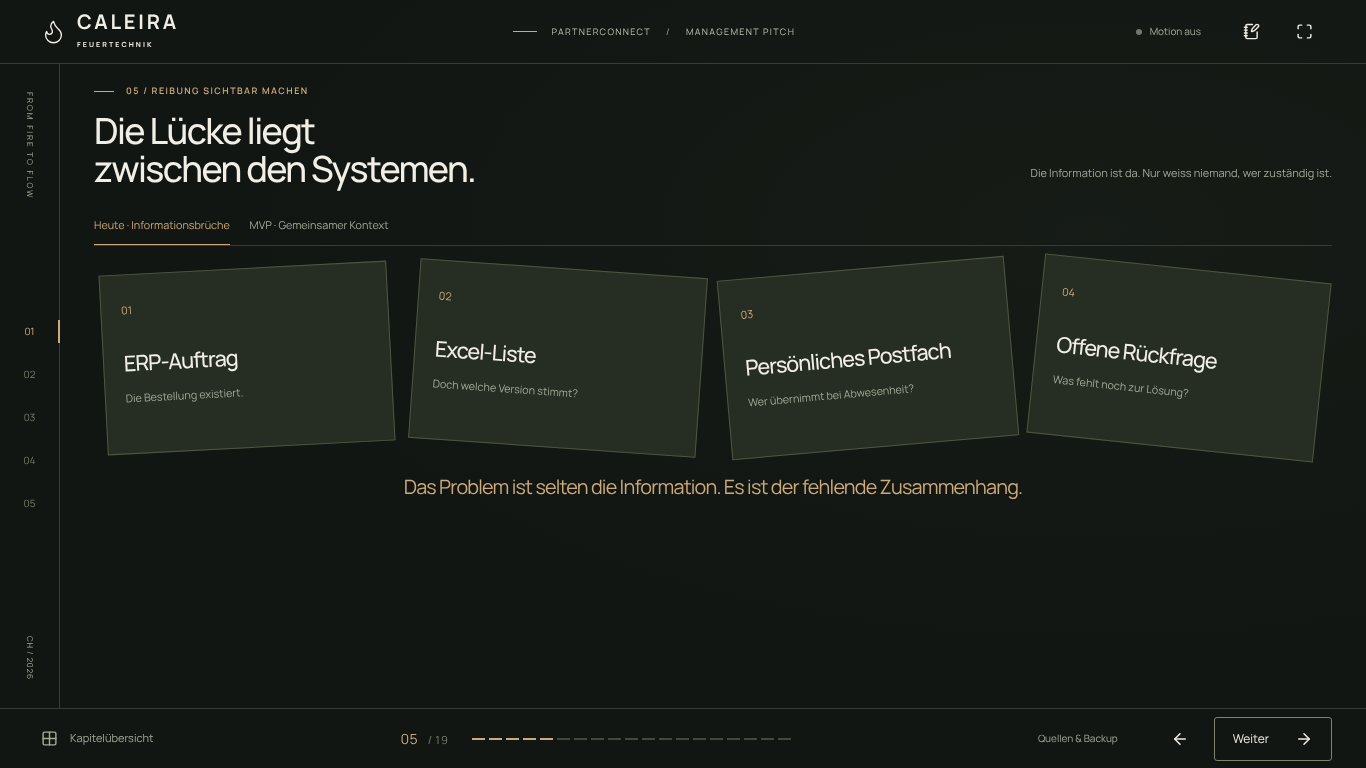 CALEIRA
FEUERTECHNIK
PARTNERCONNECT / MANAGEMENT PITCH
Motion aus
FROM FIRE TO FLOW
01
02
03
04
05
CH / 2026
05 / REIBUNG SICHTBAR MACHEN
Die Lücke liegt
zwischen den Systemen.
Die Information ist da. Nur weiss niemand, wer zuständig ist.
Heute · Informationsbrüche
MVP · Gemeinsamer Kontext
01
ERP-Auftrag
Die Bestellung existiert.
02
Excel-Liste
Doch welche Version stimmt?
03
Persönliches Postfach
Wer übernimmt bei Abwesenheit?
04
Offene Rückfrage
Was fehlt noch zur Lösung?
Das Problem ist selten die Information. Es ist der fehlende Zusammenhang.
Kapitelübersicht
05 / 19
Quellen & Backup
Weiter